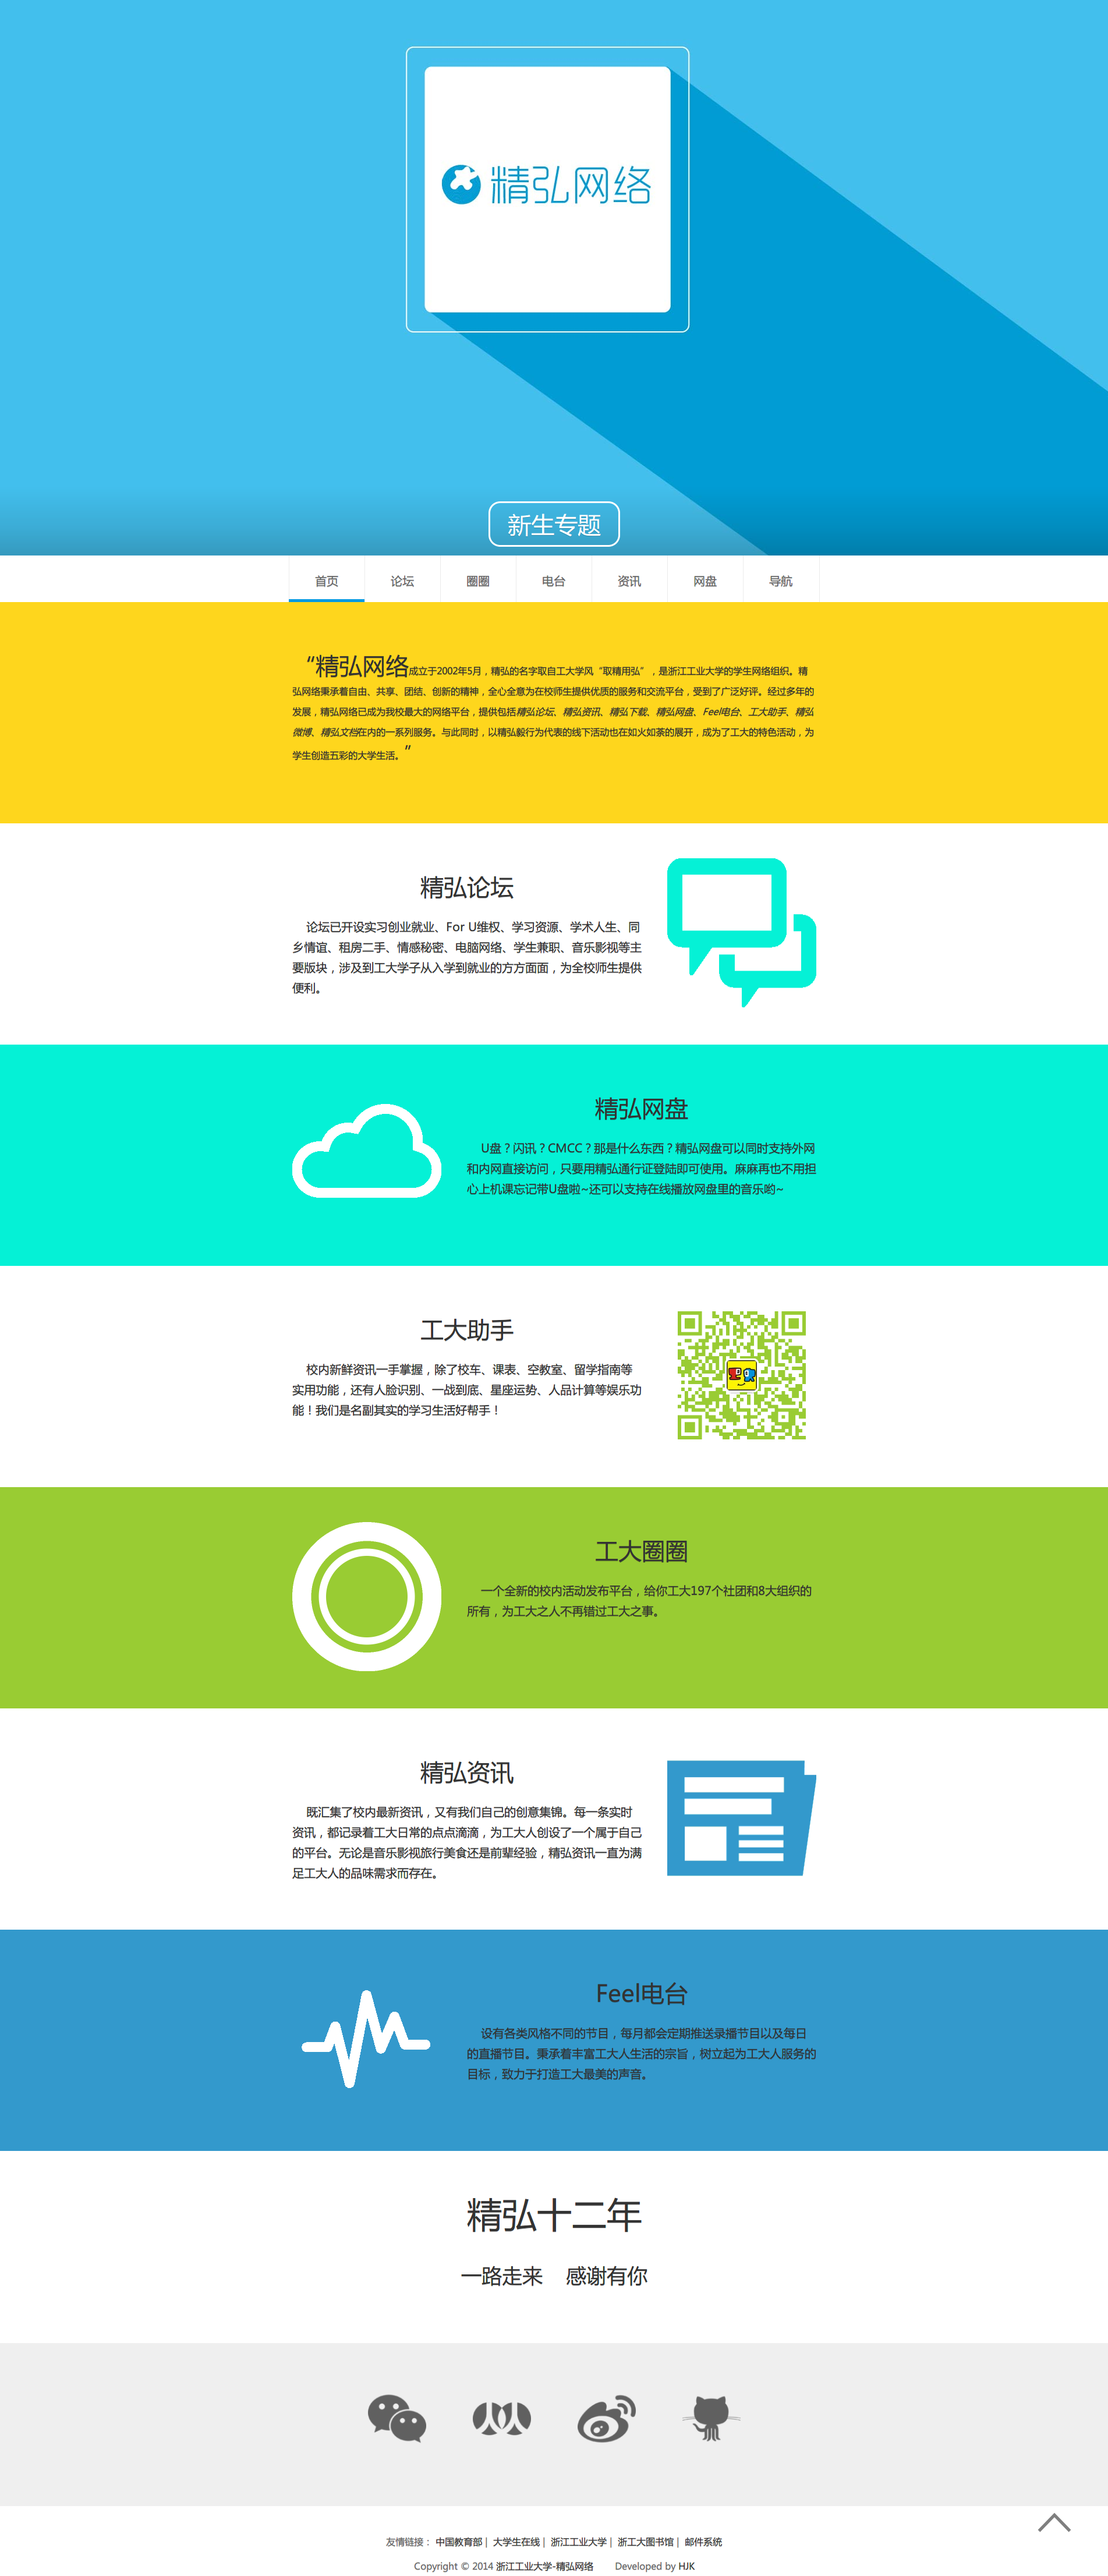 精弘网络
新生专题
首页 论坛 圈圈 电台 资讯 网盘 导航
“精弘网络成立于2002年5月，精弘的名字取自工大学风“取精用弘”，是浙江工业大学的学生网络组织。精
弘网络秉承着自由、共享、团结、创新的精神，全心全意为在校师生提供优质的服务和交流平台，受到了广泛好评。经过多年的
发展，精弘网络已成为我校最大的网络平台，提供包括精弘论坛、精弘资讯、精弘下载、精弘网盘、Feel电台、工大助手、精弘
微博、精弘文档在内的一系列服务。与此同时，以精弘毅行为代表的线下活动也在如火如荼的展开，成为了工大的特色活动，为
学生创造五彩的大学生活。”
精弘论坛
论坛已开设实习创业就业、For U维权、学习资源、学术人生、同
乡情谊、租房二手、情感秘密、电脑网络、学生兼职、音乐影视等主
要版块，涉及到工大学子从入学到就业的方方面面，为全校师生提供
便利。
精弘网盘
U盘？闪讯？CMCC？那是什么东西？精弘网盘可以同时支持外网
和内网直接访问，只要用精弘通行证登陆即可使用。麻麻再也不用担
心上机课忘记带U盘啦~还可以支持在线播放网盘里的音乐哟~
工大助手
校内新鲜资讯一手掌握，除了校车、课表、空教室、留学指南等
实用功能，还有人脸识别、一战到底、星座运势、人品计算等娱乐功
能！我们是名副其实的学习生活好帮手！
工大圈圈
一个全新的校内活动发布平台，给你工大197个社团和8大组织的
所有，为工大之人不再错过工大之事。
精弘资讯
既汇集了校内最新资讯，又有我们自己的创意集锦。每一条实时
资讯，都记录着工大日常的点点滴滴，为工大人创设了一个属于自己
的平台。无论是音乐影视旅行美食还是前辈经验，精弘资讯一直为满
足工大人的品味需求而存在。
Feel电台
设有各类风格不同的节目，每月都会定期推送录播节目以及每日
的直播节目。秉承着丰富工大人生活的宗旨，树立起为工大人服务的
目标，致力于打造工大最美的声音。
精弘十二年
一路走来 感谢有你
友情链接： 中国教育部 | 大学生在线 | 浙江工业大学 | 浙工大图书馆 | 邮件系统
Copyright © 2014 浙江工业大学-精弘网络 Developed by HJK